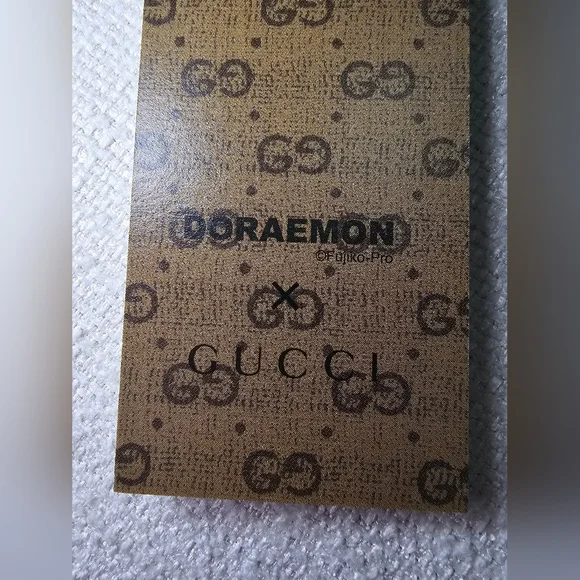 DORAEMON
©Fujiko-Pro
×
GUCCI